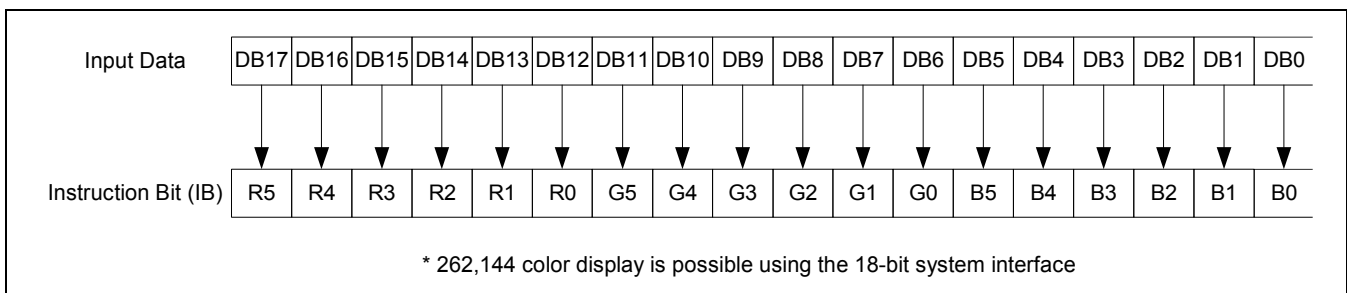 Input Data DB17 DB16 DB15 DB14 DB13 DB12 DB11 DB10 DB9 DB8 DB7 DB6 DB5 DB4 DB3 DB2 DB1 DB0
Instruction Bit (IB) R5 R4 R3 R2 R1 R0 G5 G4 G3 G2 G1 G0 B5 B4 B3 B2 B1 B0
* 262,144 color display is possible using the 18-bit system interface